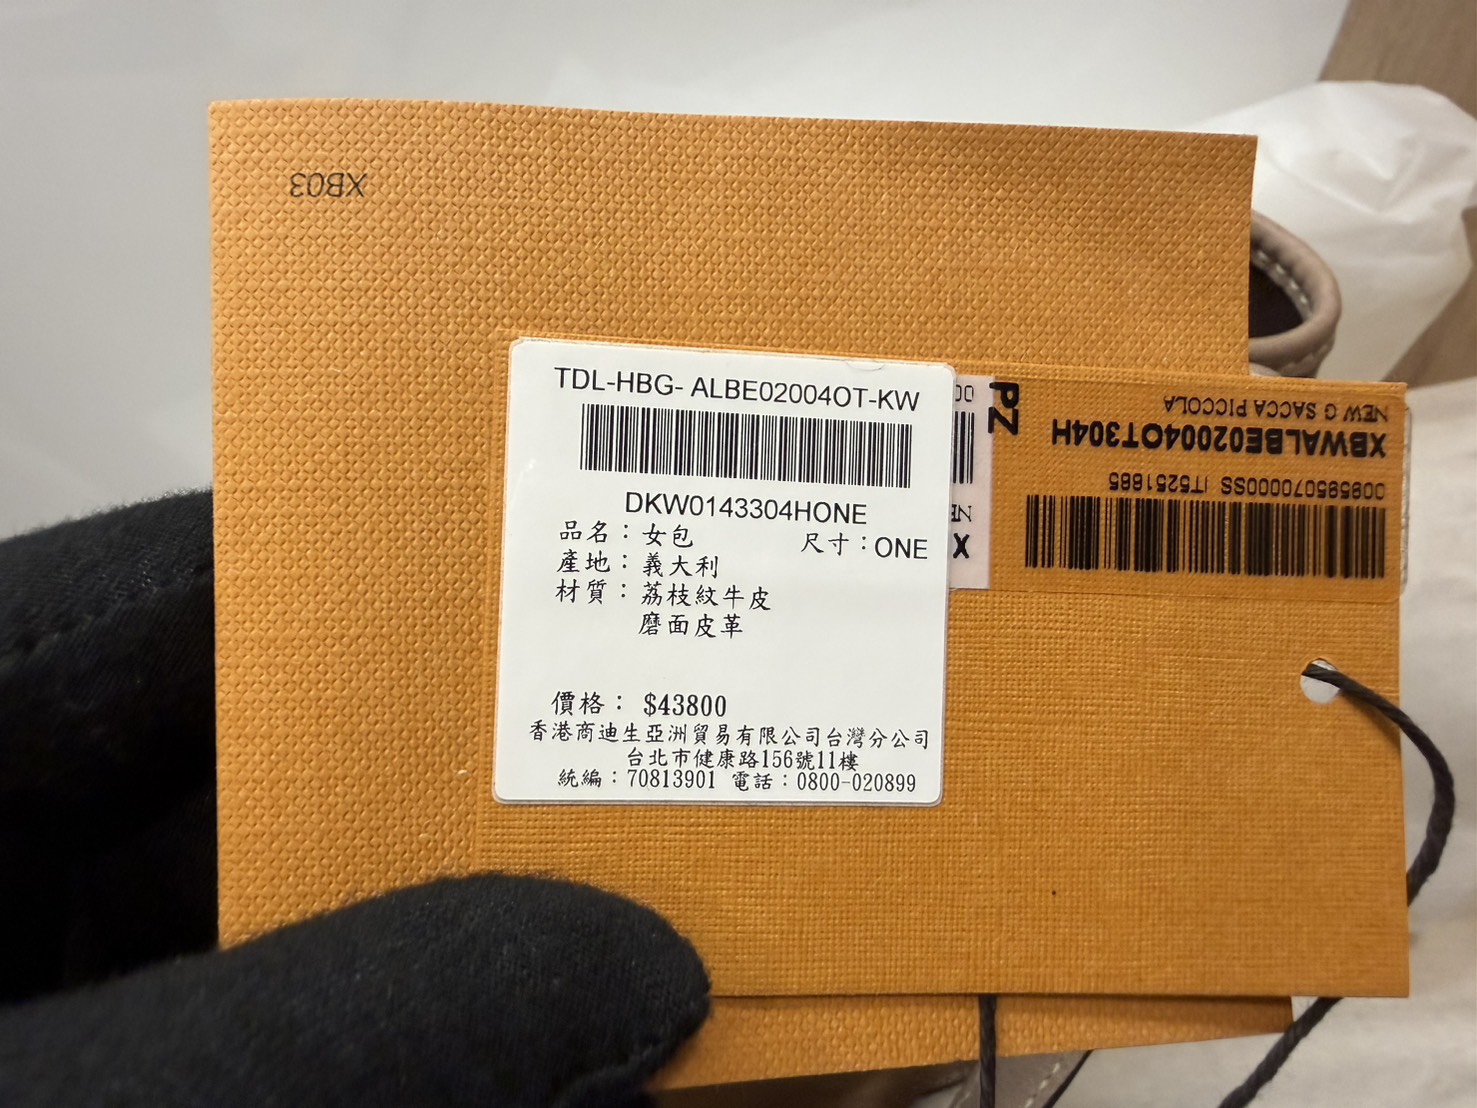 XB03
TDL-HBG- ALBE02004OT-KW
DKW0143304HONE
品名：女包 尺寸：ONE
產地：義大利
材質：荔枝紋牛皮
磨面皮革
價格： $43800
香港商迪生亞洲貿易有限公司台灣分公司
台北市健康路156號11樓
統編：70813901 電話：0800-020899
PZ
NEW G SACCA PICCOLA
XBWALBE02004OT304H
009595070000SS IT5251885
00
NE
X